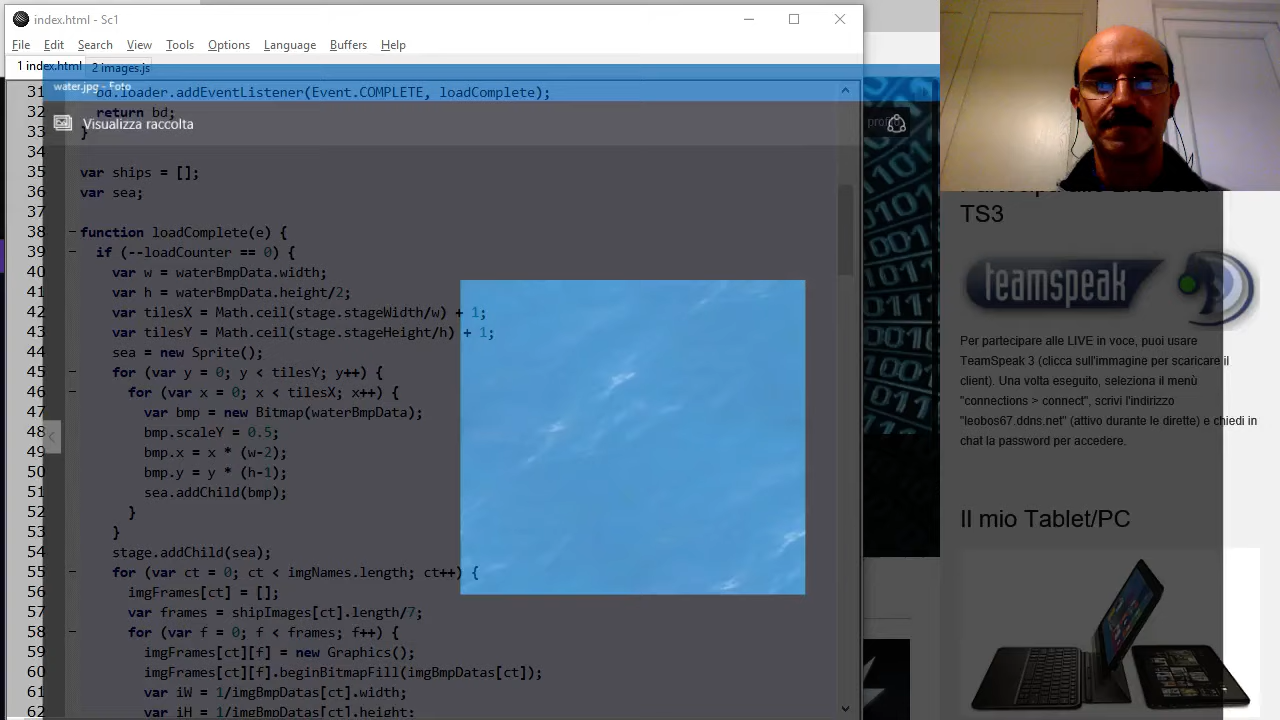 index.html - Sc1
File Edit Search View Tools Options Language Buffers Help
1 index.html 2 images.js
water.jpg - Foto
Visualizza raccolta
31 bd.loader.addEventListener(Event.COMPLETE, loadComplete);
32 return bd;
33 }
34
35 var ships = [];
36 var sea;
37
38 function loadComplete(e) {
39 if (--loadCounter == 0) {
40 var w = waterBmpData.width;
41 var h = waterBmpData.height/2;
42 var tilesX = Math.ceil(stage.stageWidth/w) + 1;
43 var tilesY = Math.ceil(stage.stageHeight/h) + 1;
44 sea = new Sprite();
45 for (var y = 0; y < tilesY; y++) {
46 for (var x = 0; x < tilesX; x++) {
47 var bmp = new Bitmap(waterBmpData);
48 bmp.scaleY = 0.5;
49 bmp.x = x * (w-2);
50 bmp.y = y * (h-1);
51 sea.addChild(bmp);
52 }
53 }
54 stage.addChild(sea);
55 for (var ct = 0; ct < imgNames.length; ct++) {
56 imgFrames[ct] = [];
57 var frames = shipImages[ct].length/7;
58 for (var f = 0; f < frames; f++) {
59 imgFrames[ct][f] = new Graphics();
60 imgFrames[ct][f].beginBitmapFill(imgBmpDatas[ct]);
61 var iW = 1/imgBmpDatas[ct].width;
62 var iH = 1/imgBmpDatas[ct].height;
TS3
teamspeak
Per partecipare alle LIVE in voce, puoi usare
TeamSpeak 3 (clicca sull'immagine per scaricare il
client). Una volta eseguito, seleziona il menù
"connections > connect", scrivi l'indirizzo
"leobos67.ddns.net" (attivo durante le dirette) e chiedi in
chat la password per accedere.
Il mio Tablet/PC